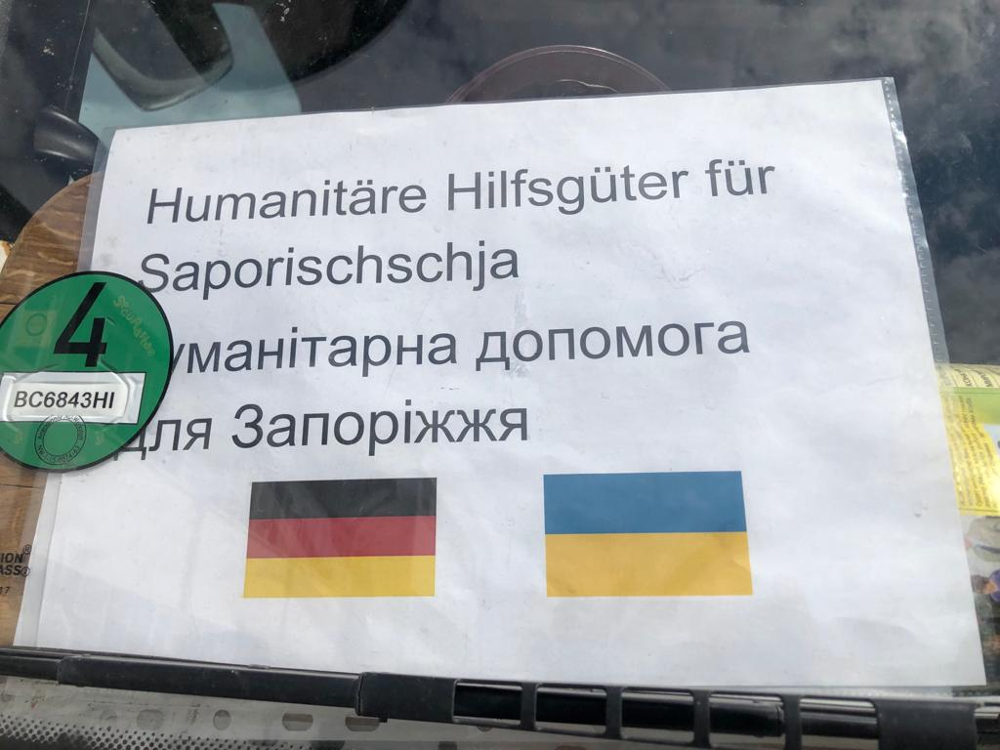 Humanitäre Hilfsgüter für
Saporischschja
уманітарна допомога
для Запоріжжя
4
BC6843HI